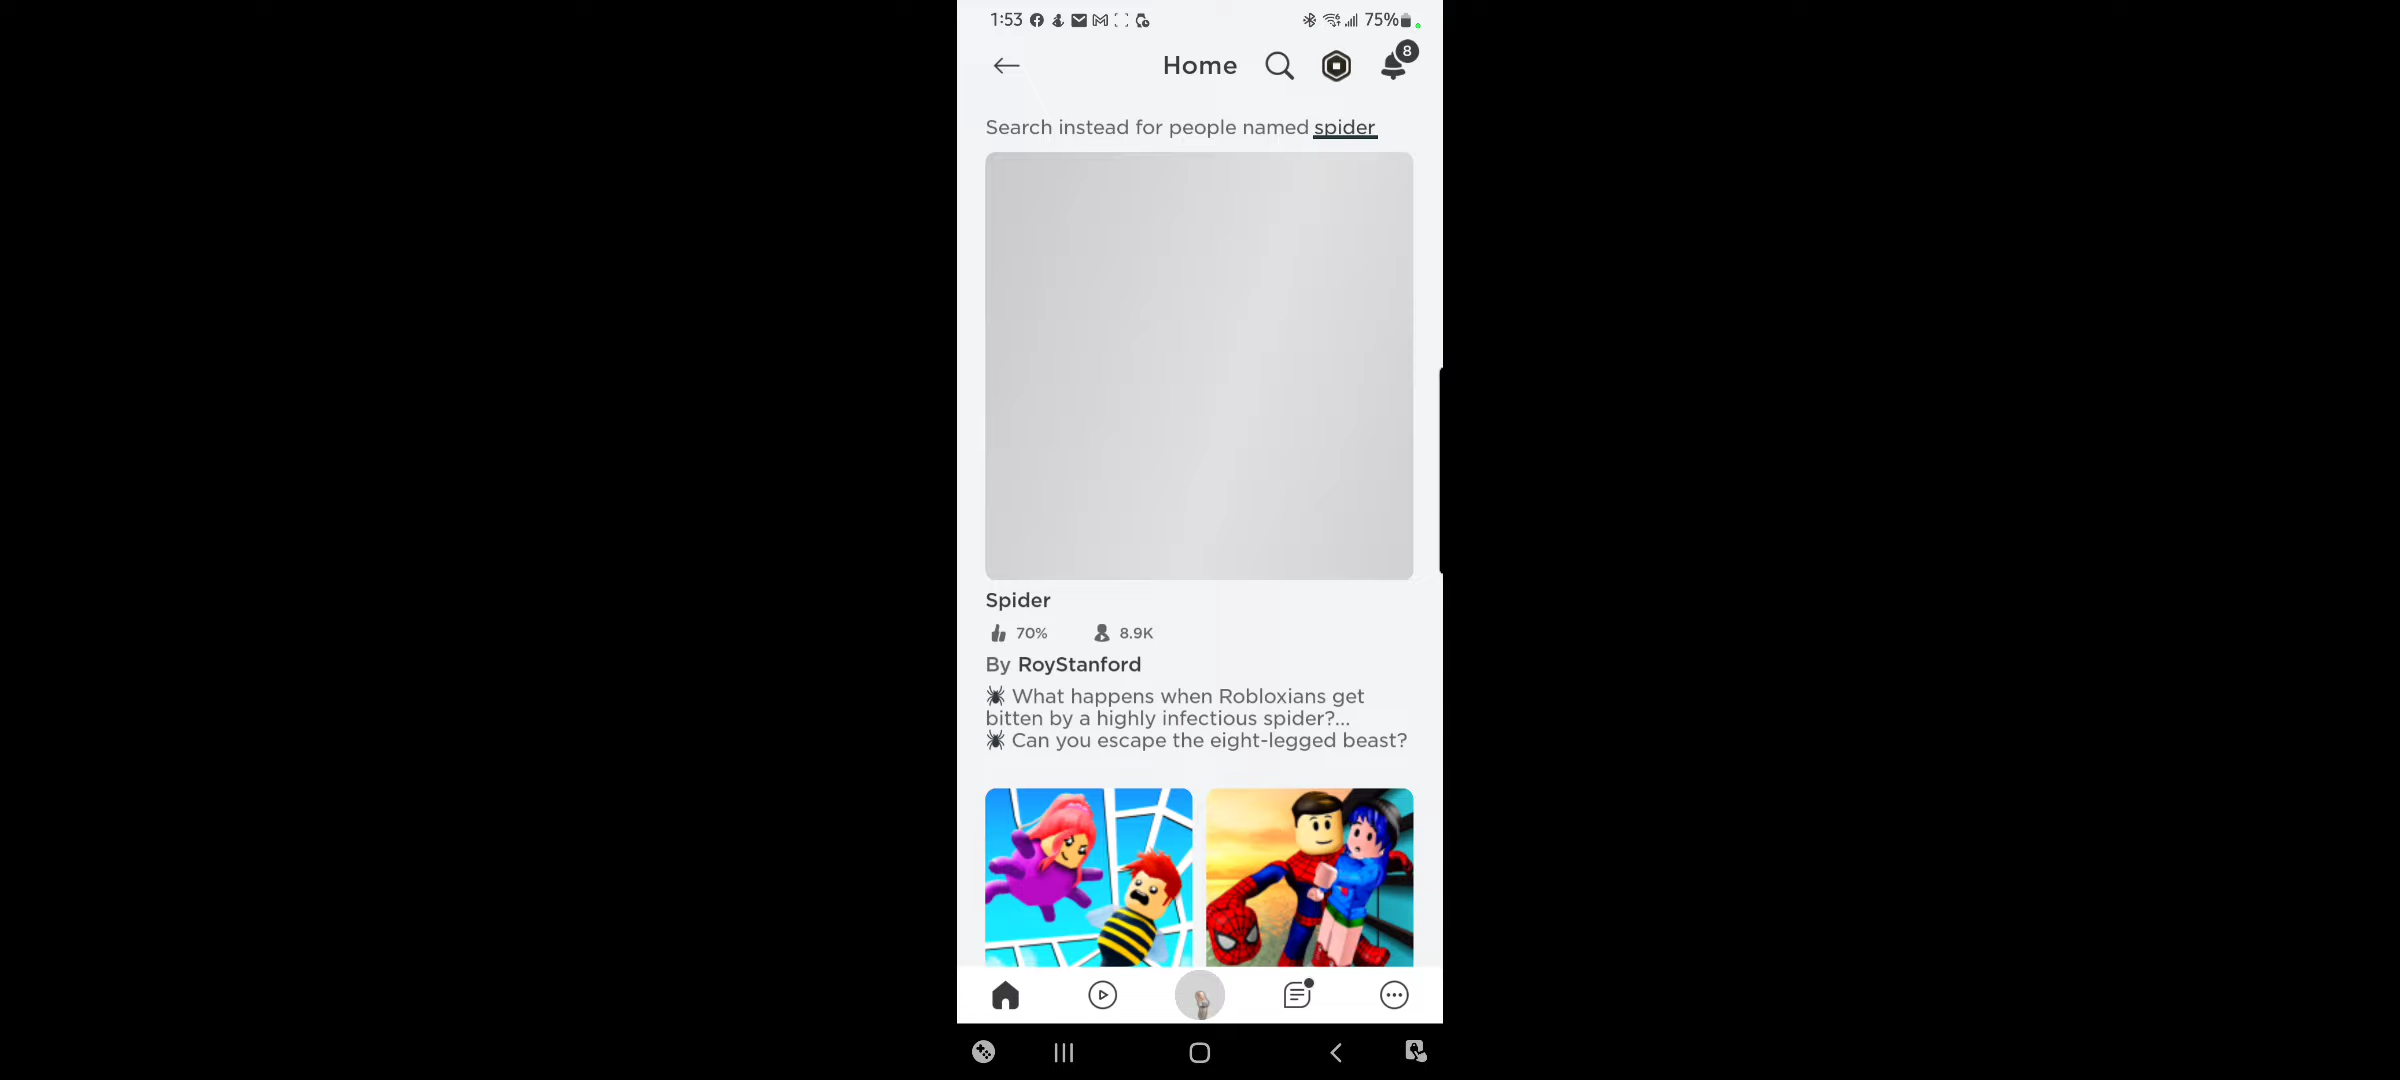 1:53
75%
Home
8
Search instead for people named spider
Spider
70%
8.9K
By RoyStanford
What happens when Robloxians get
bitten by a highly infectious spider?...
Can you escape the eight-legged beast?